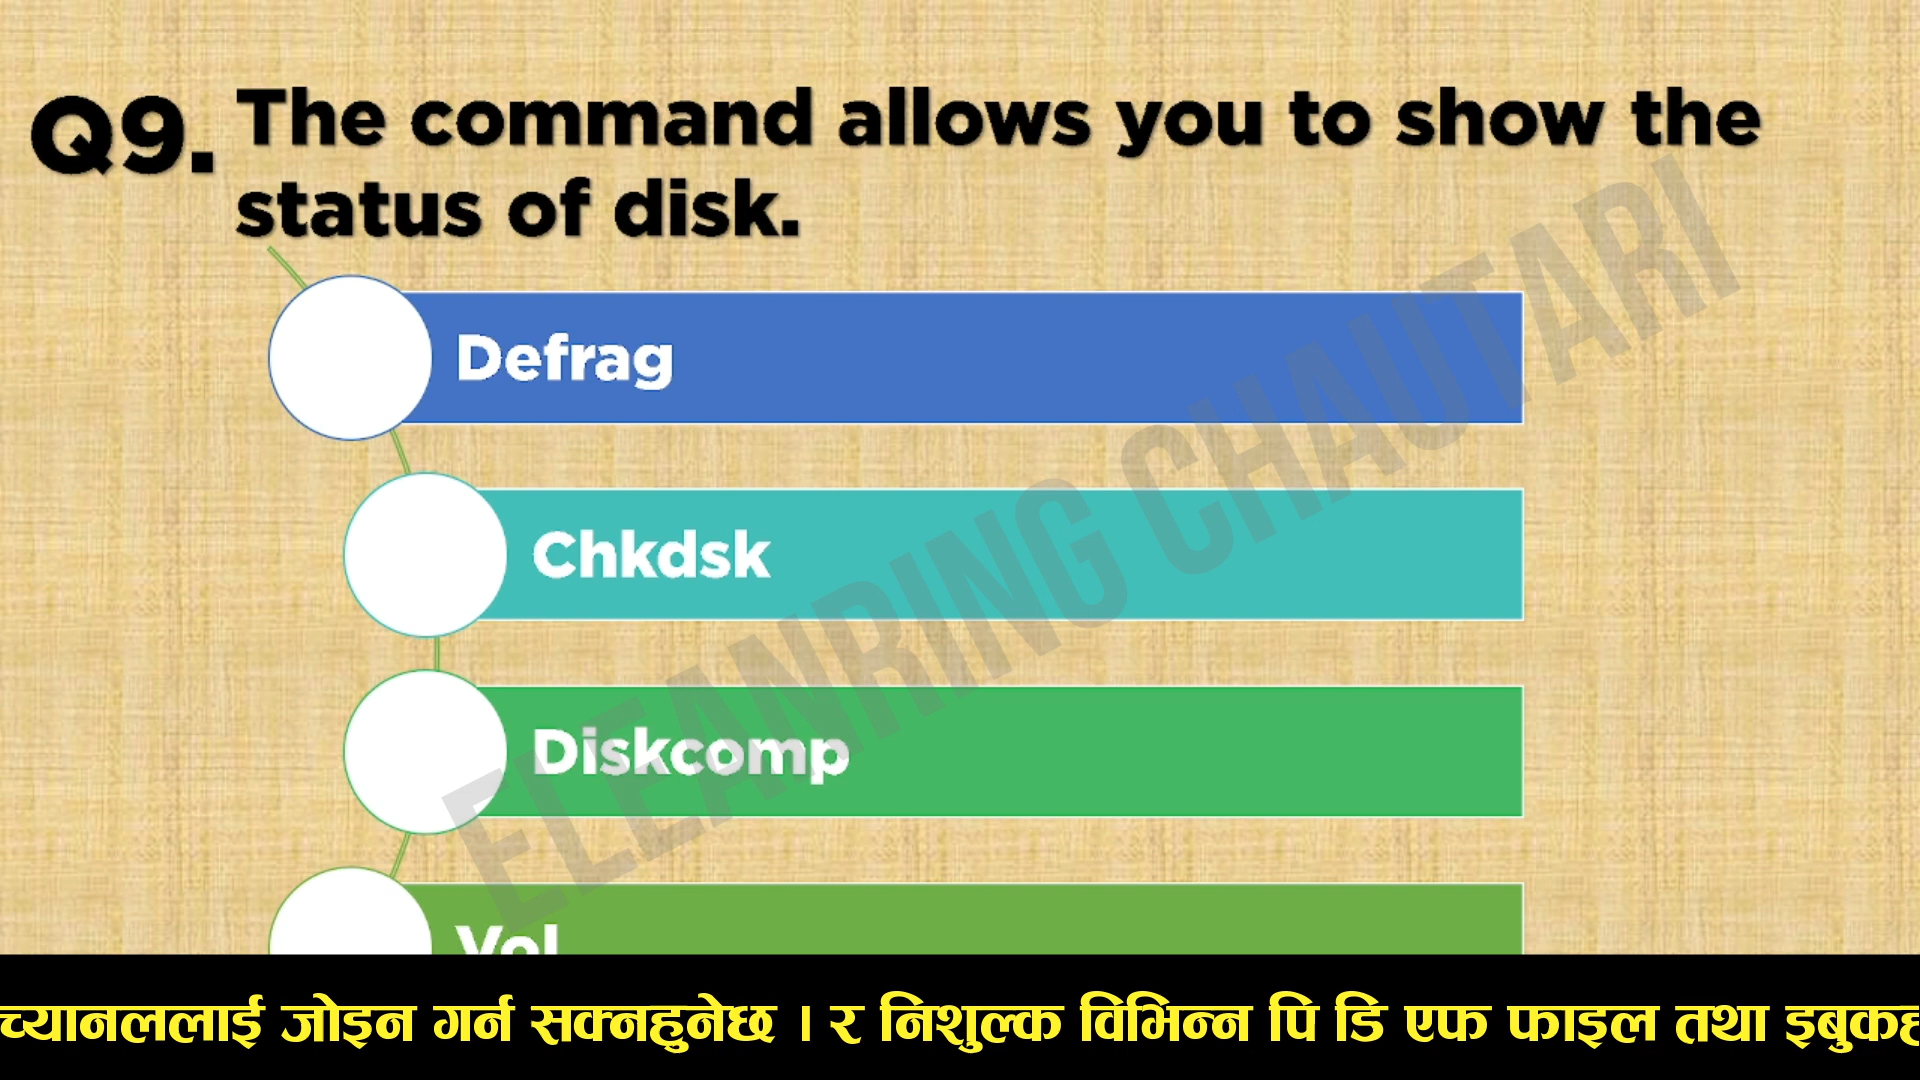 Q9. The command allows you to show the
status of disk.
Defrag
Chkdsk
Diskcomp
Vol
ELEANRING CHAUTARI
च्यानललाई जोइन गर्न सक्नहुनेछ । र निशुल्क विभिन्न पि डि एफ फाइल तथा